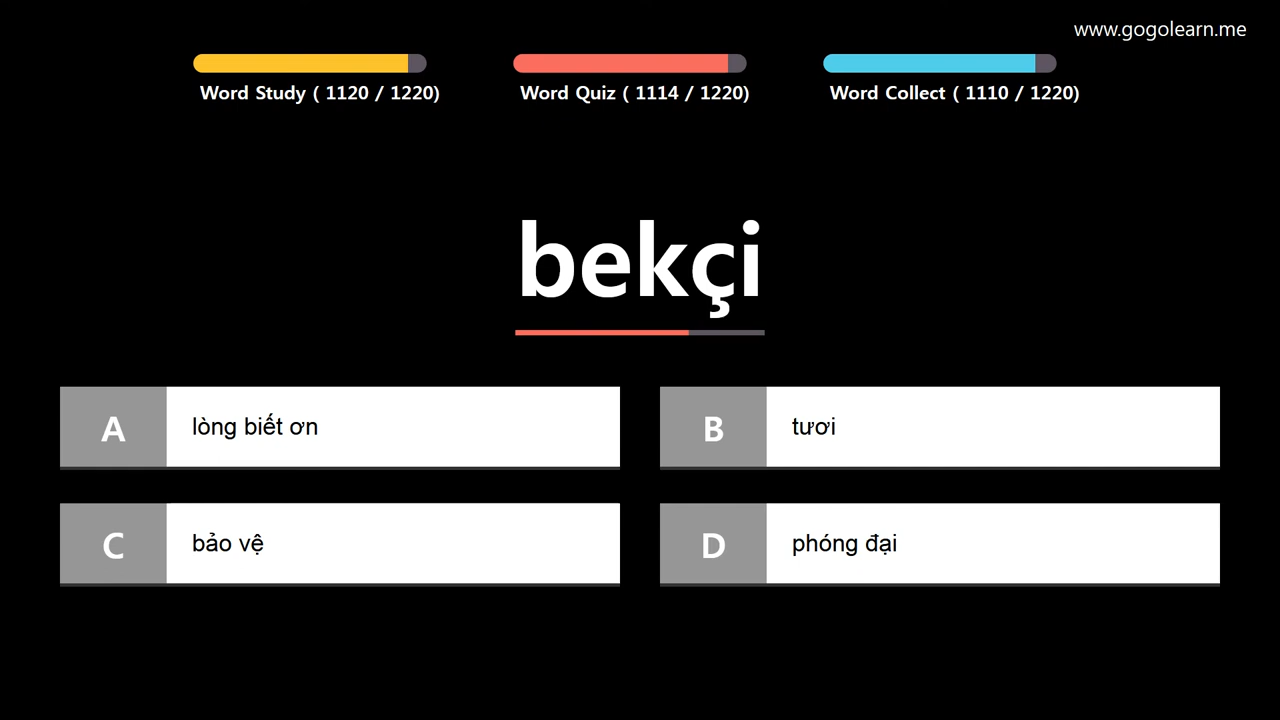 www.gogolearn.me
Word Study ( 1120 / 1220)
Word Quiz ( 1114 / 1220)
Word Collect ( 1110 / 1220)
bekçi
A lòng biết ơn
B tươi
C bảo vệ
D phóng đại